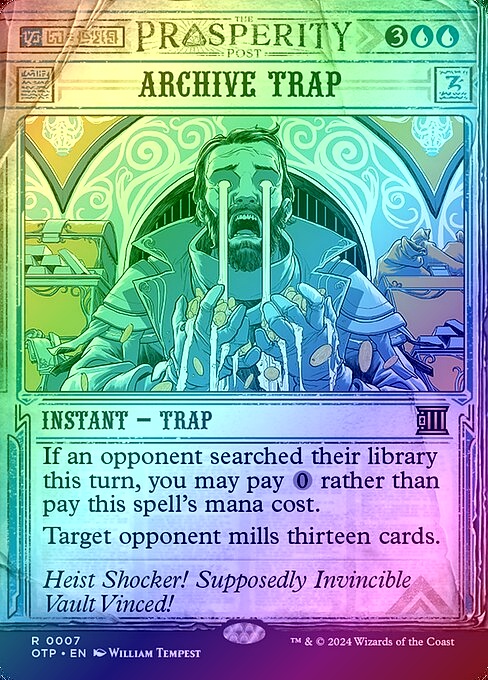 THE
PROSPERITY
POST
3
ARCHIVE TRAP
INSTANT – TRAP
If an opponent searched their library
this turn, you may pay 0 rather than
pay this spell's mana cost.
Target opponent mills thirteen cards.
Heist Shocker! Supposedly Invincible
Vault Vinced!
R 0007
OTP • EN WILLIAM TEMPEST
™ & © 2024 Wizards of the Coast